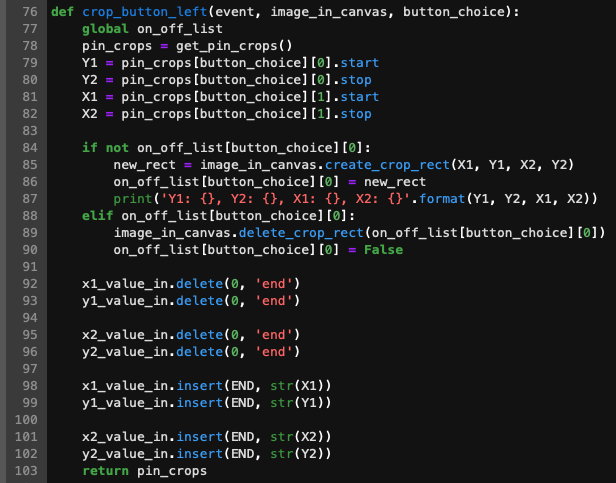 76 def crop_button_left(event, image_in_canvas, button_choice):
77     global on_off_list
78     pin_crops = get_pin_crops()
79     Y1 = pin_crops[button_choice][0].start
80     Y2 = pin_crops[button_choice][0].stop
81     X1 = pin_crops[button_choice][1].start
82     X2 = pin_crops[button_choice][1].stop
83
84     if not on_off_list[button_choice][0]:
85         new_rect = image_in_canvas.create_crop_rect(X1, Y1, X2, Y2)
86         on_off_list[button_choice][0] = new_rect
87         print('Y1: {}, Y2: {}, X1: {}, X2: {}'.format(Y1, Y2, X1, X2))
88     elif on_off_list[button_choice][0]:
89         image_in_canvas.delete_crop_rect(on_off_list[button_choice][0])
90         on_off_list[button_choice][0] = False
91
92     x1_value_in.delete(0, 'end')
93     y1_value_in.delete(0, 'end')
94
95     x2_value_in.delete(0, 'end')
96     y2_value_in.delete(0, 'end')
97
98     x1_value_in.insert(END, str(X1))
99     y1_value_in.insert(END, str(Y1))
100
101     x2_value_in.insert(END, str(X2))
102     y2_value_in.insert(END, str(Y2))
103     return pin_crops